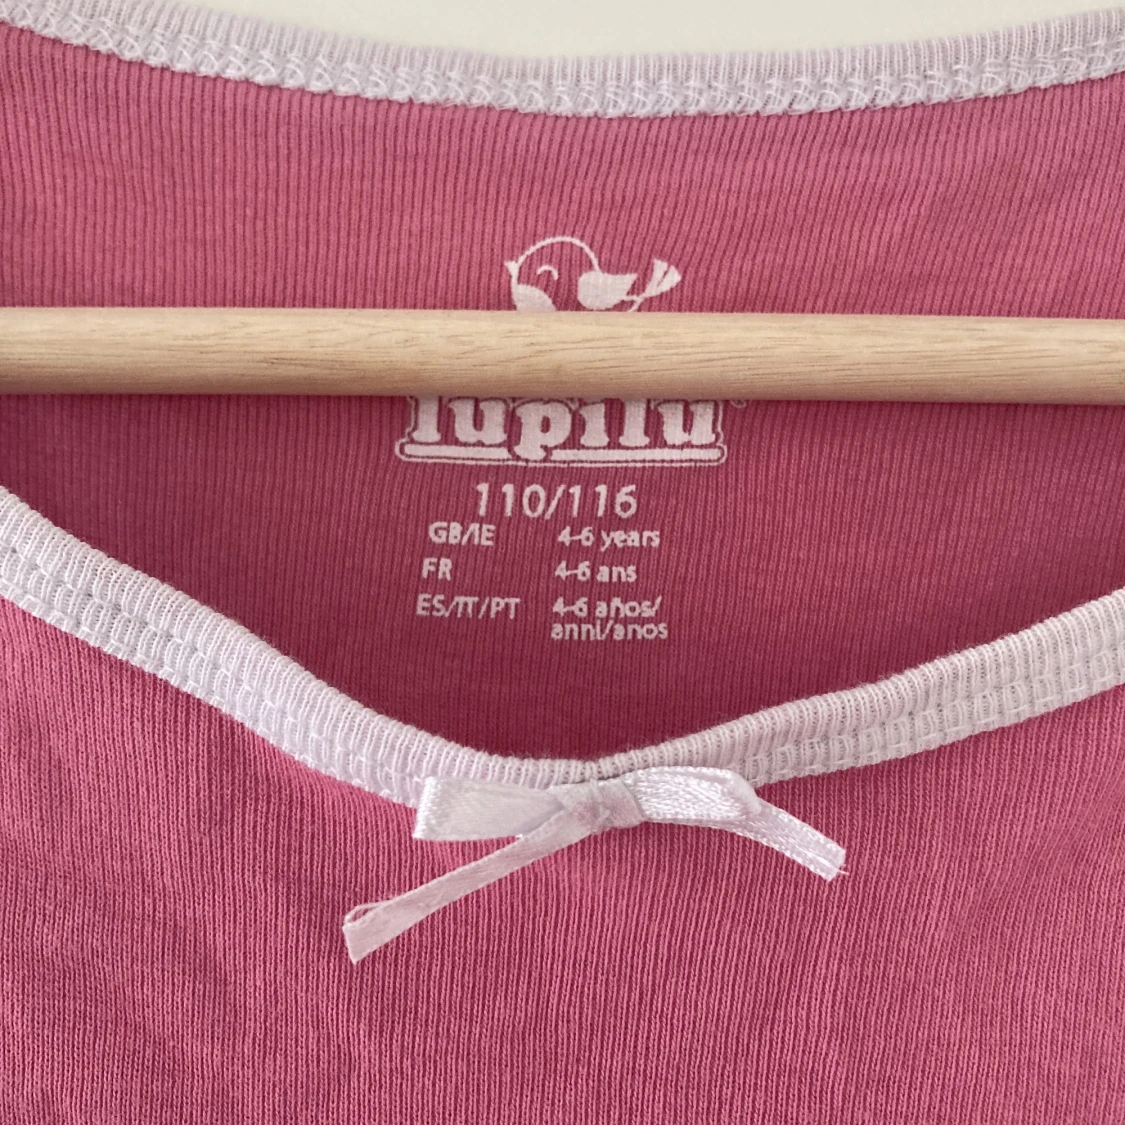 lupilu®
110/116
GB/IE 4-6 years
FR 4-6 ans
ES/IT/PT 4-6 años/
anni/anos